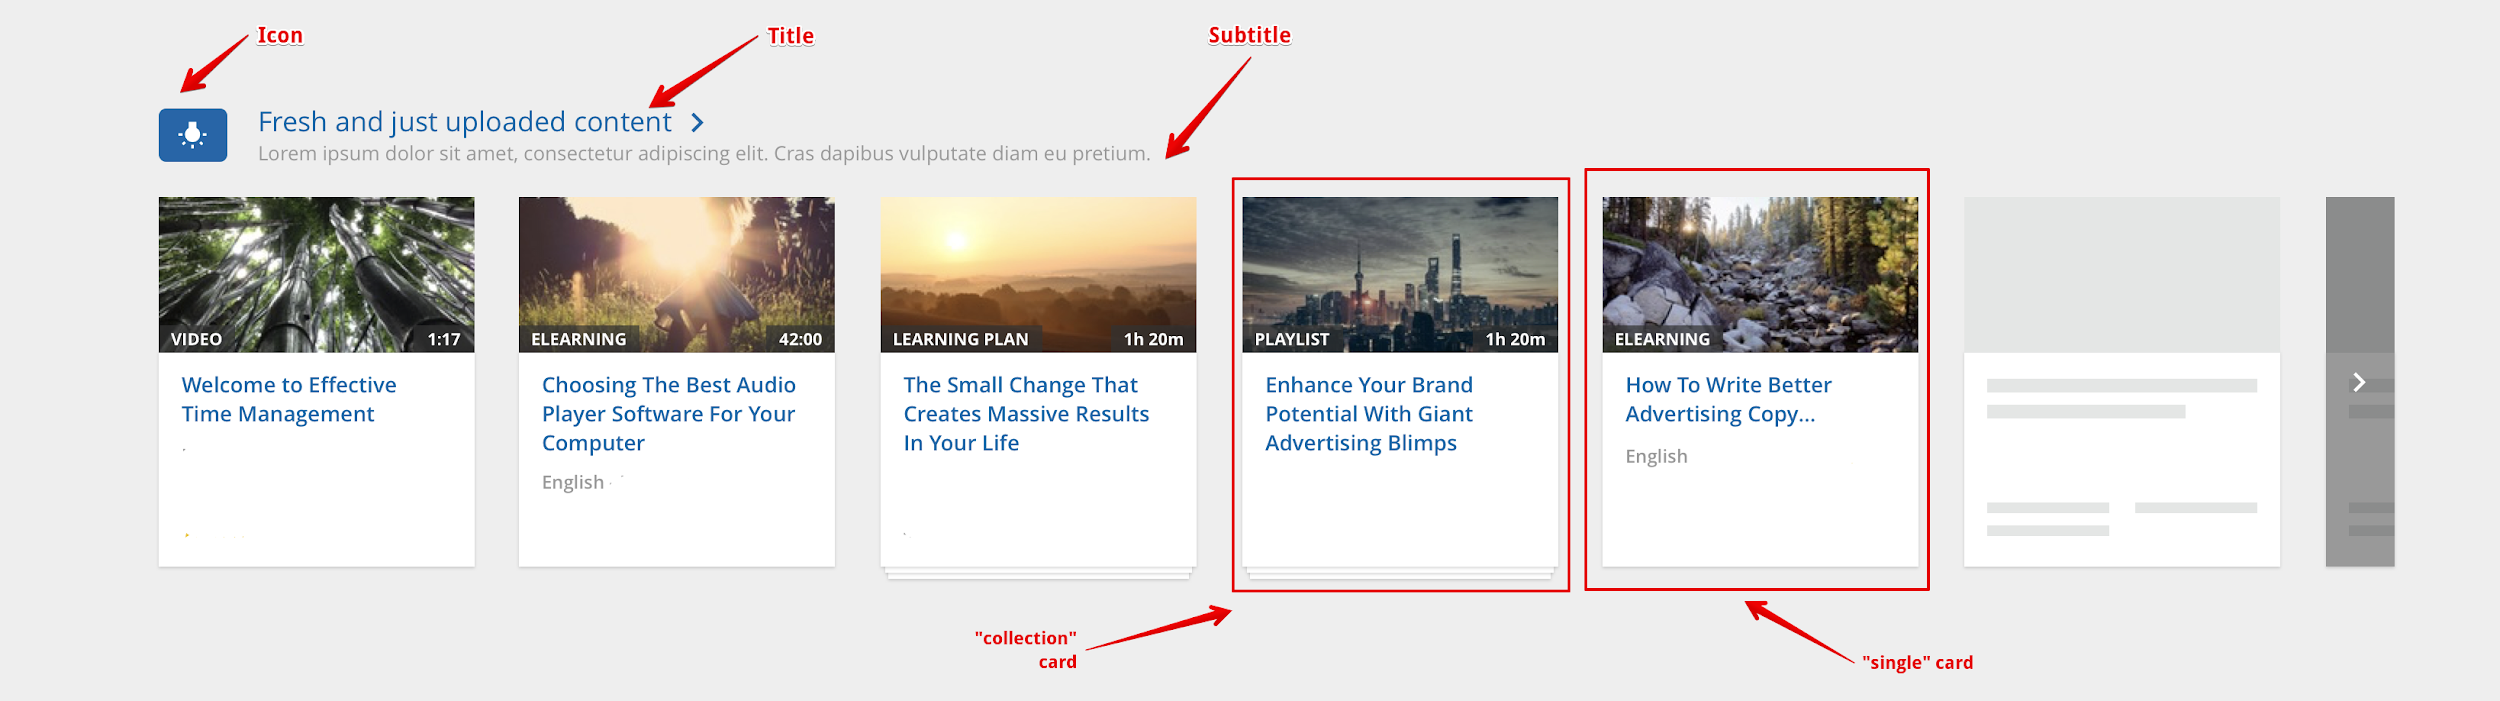 Icon
Title
Subtitle
Fresh and just uploaded content
Lorem ipsum dolor sit amet, consectetur adipiscing elit. Cras dapibus vulputate diam eu pretium.
VIDEO 1:17
Welcome to Effective
Time Management
ELEARNING 42:00
Choosing The Best Audio
Player Software For Your
Computer
English
LEARNING PLAN 1h 20m
The Small Change That
Creates Massive Results
In Your Life
PLAYLIST 1h 20m
Enhance Your Brand
Potential With Giant
Advertising Blimps
ELEARNING
How To Write Better
Advertising Copy...
English
"collection"
card
"single" card